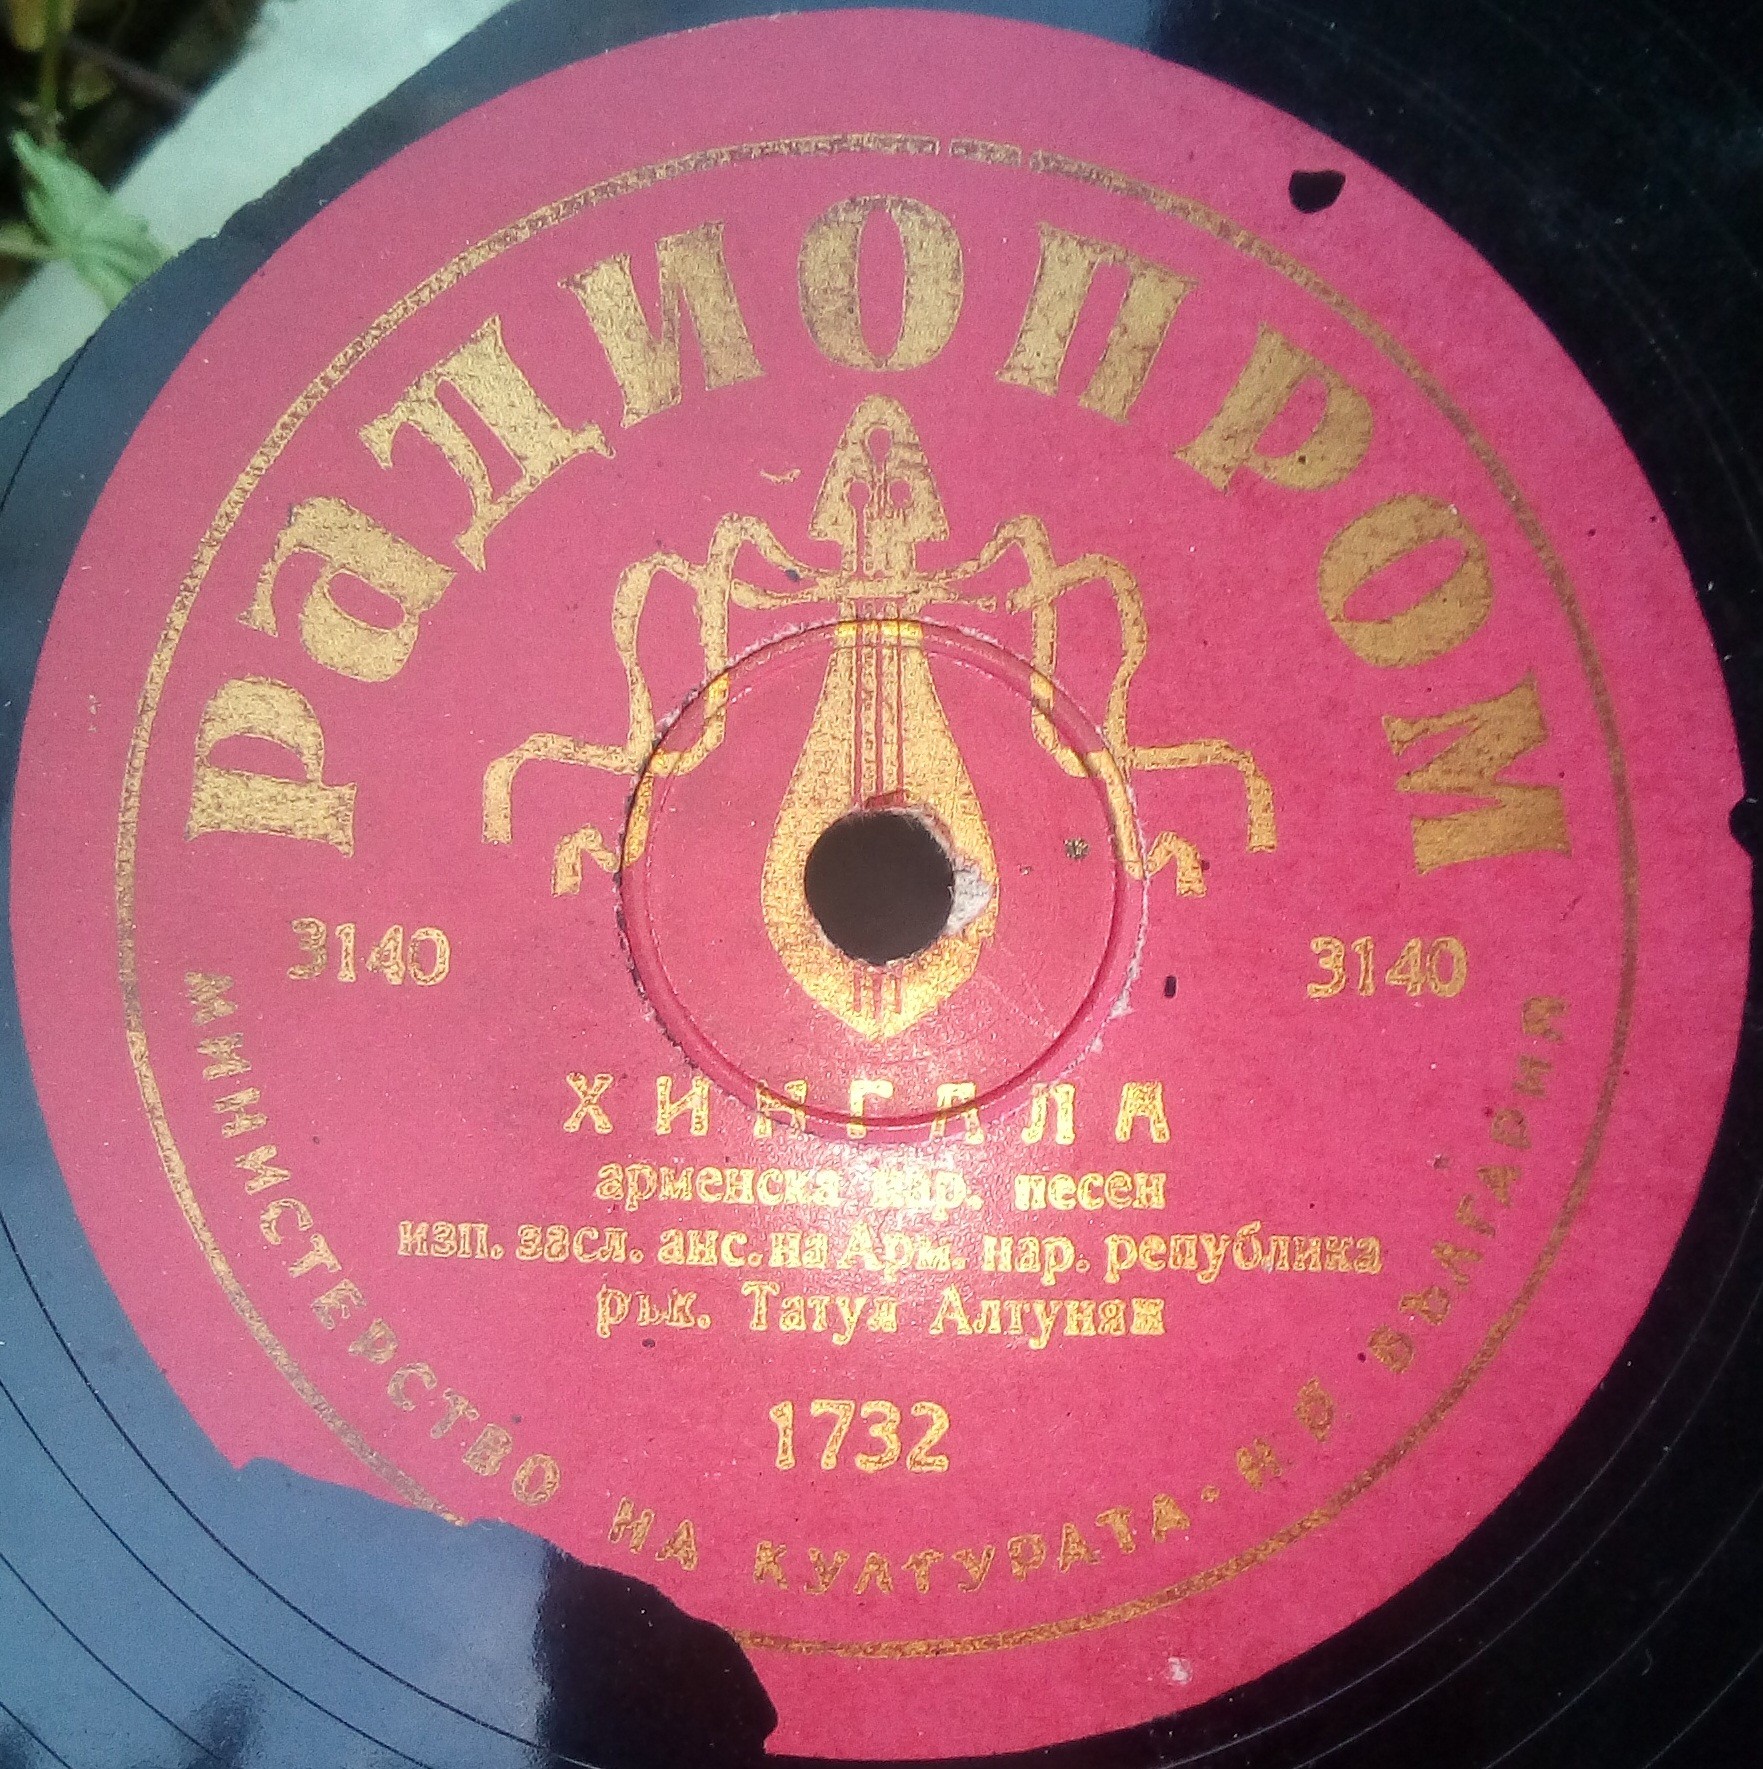 Радиопром
3140 3140
ХИНГАЛА
арменска нар. песен
изп. засл. анс. на Арм. нар. република
рък. Татул Алтунян
1732
МИНИСТЕРСТВО НА КУЛТУРАТА · Н. Р. БЪЛГАРИЯ